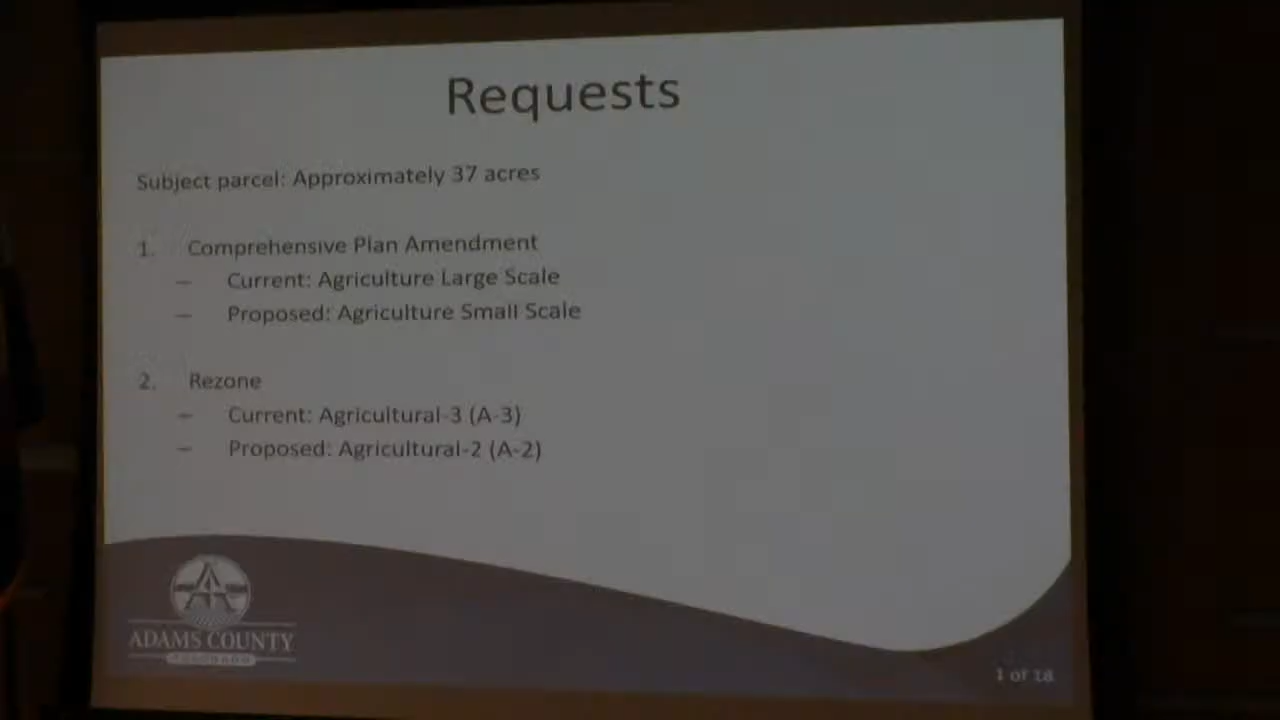 Requests
Subject parcel: Approximately 37 acres
1. Comprehensive Plan Amendment
– Current: Agriculture Large Scale
– Proposed: Agriculture Small Scale
2. Rezone
– Current: Agricultural-3 (A-3)
– Proposed: Agricultural-2 (A-2)
ADAMS COUNTY
COLORADO
1 of 18